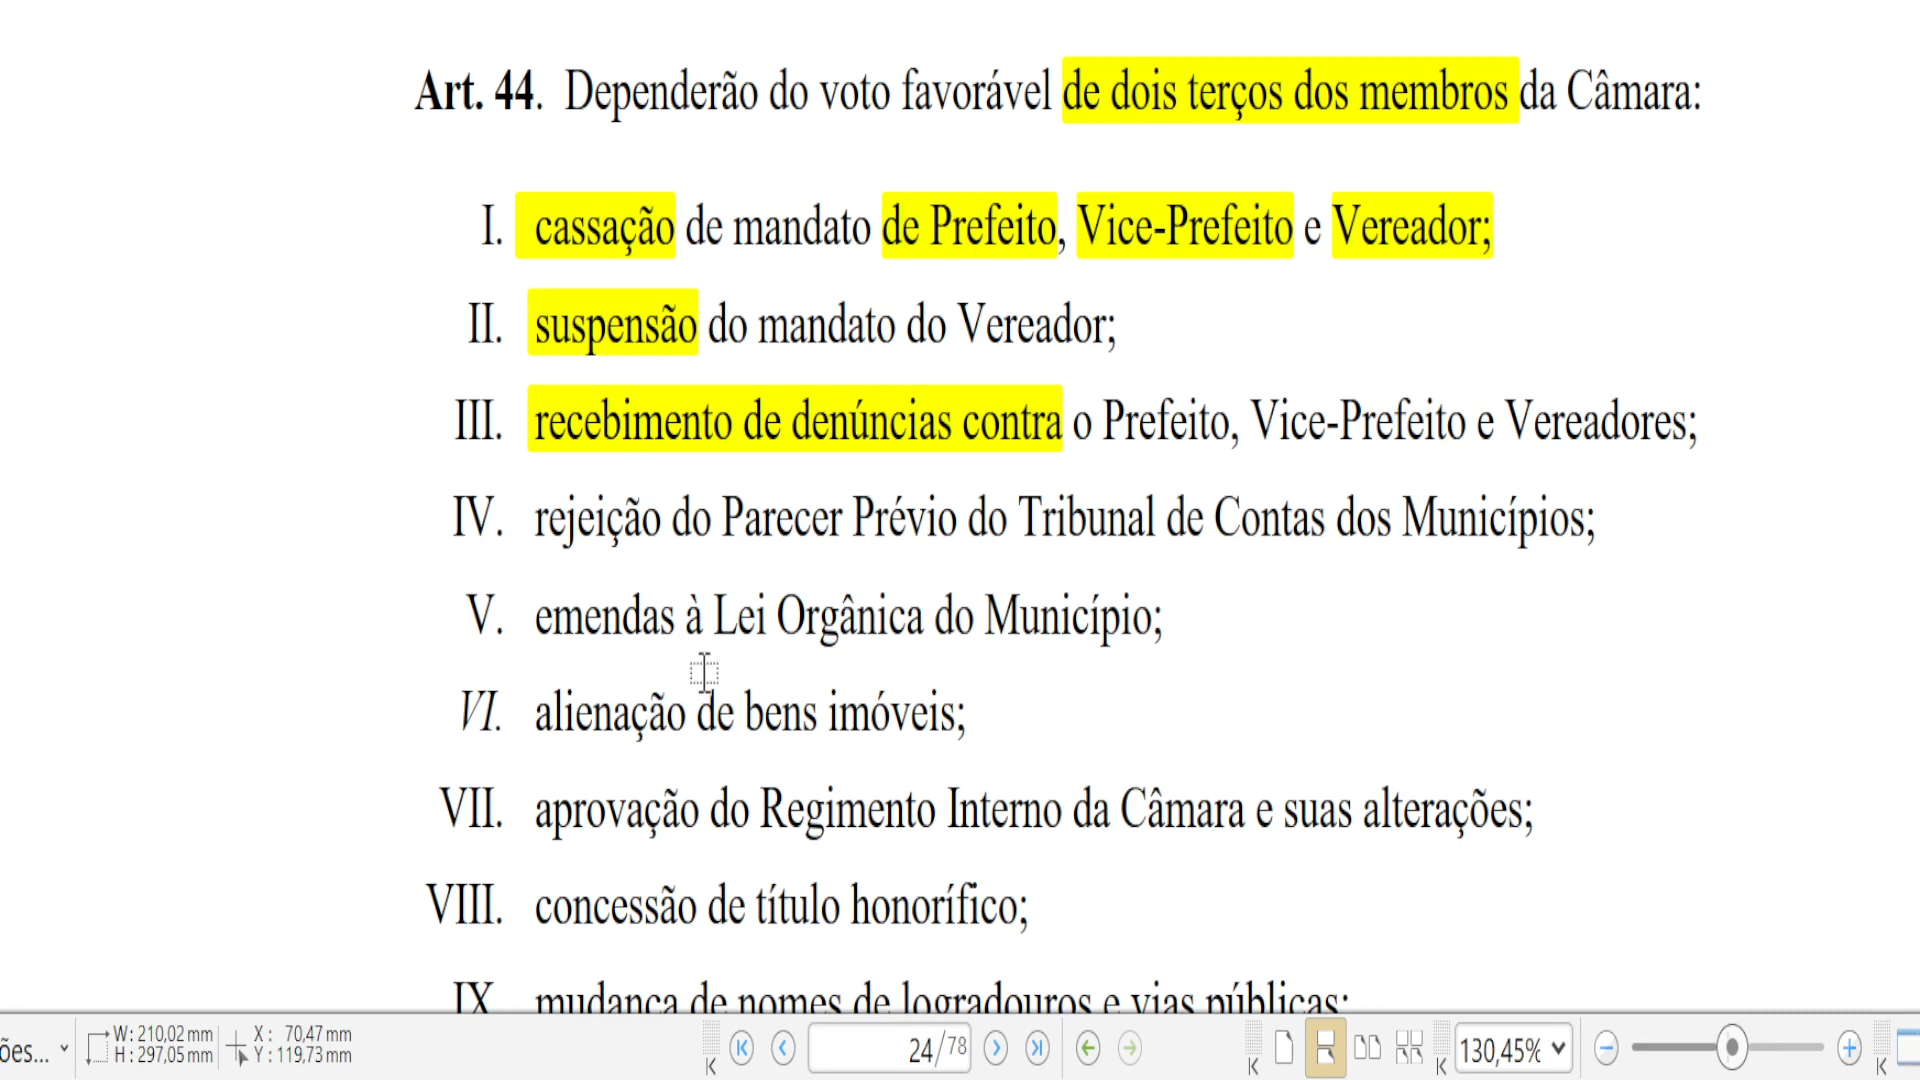 Art. 44. Dependerão do voto favorável de dois terços dos membros da Câmara:
I. cassação de mandato de Prefeito, Vice-Prefeito e Vereador;
II. suspensão do mandato do Vereador;
III. recebimento de denúncias contra o Prefeito, Vice-Prefeito e Vereadores;
IV. rejeição do Parecer Prévio do Tribunal de Contas dos Municípios;
V. emendas à Lei Orgânica do Município;
VI. alienação de bens imóveis;
VII. aprovação do Regimento Interno da Câmara e suas alterações;
VIII. concessão de título honorífico;
IX. mudança de nomes de logradouros e vias públicas;
ões... W: 210,02 mm X: 70,47 mm 24/78 130,45%
H: 297,05 mm Y: 119,73 mm